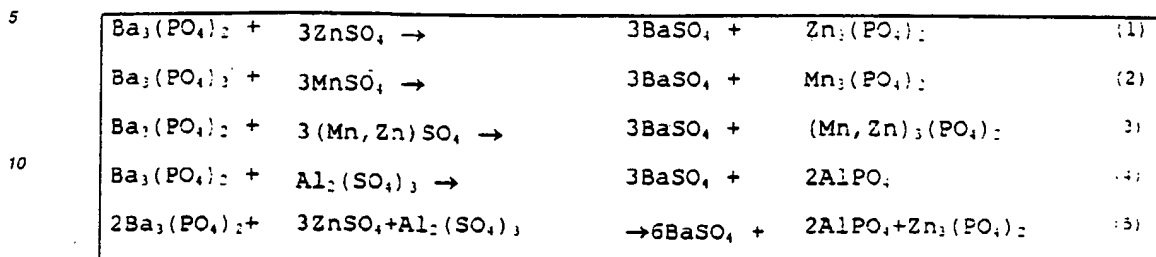 5
Ba₃(PO₄)₂ + 3ZnSO₄ → 3BaSO₄ + Zn₃(PO₄)₂ (1)
Ba₃(PO₄)₃ + 3MnSO₄ → 3BaSO₄ + Mn₃(PO₄)₂ (2)
Ba₃(PO₄)₂ + 3(Mn,Zn)SO₄ → 3BaSO₄ + (Mn,Zn)₃(PO₄)₂ 3)
10
Ba₃(PO₄)₂ + Al₂(SO₄)₃ → 3BaSO₄ + 2AlPO₄ (4)
2Ba₃(PO₄)₂+ 3ZnSO₄+Al₂(SO₄)₃ →6BaSO₄ + 2AlPO₄+Zn₃(PO₄)₂ (5)